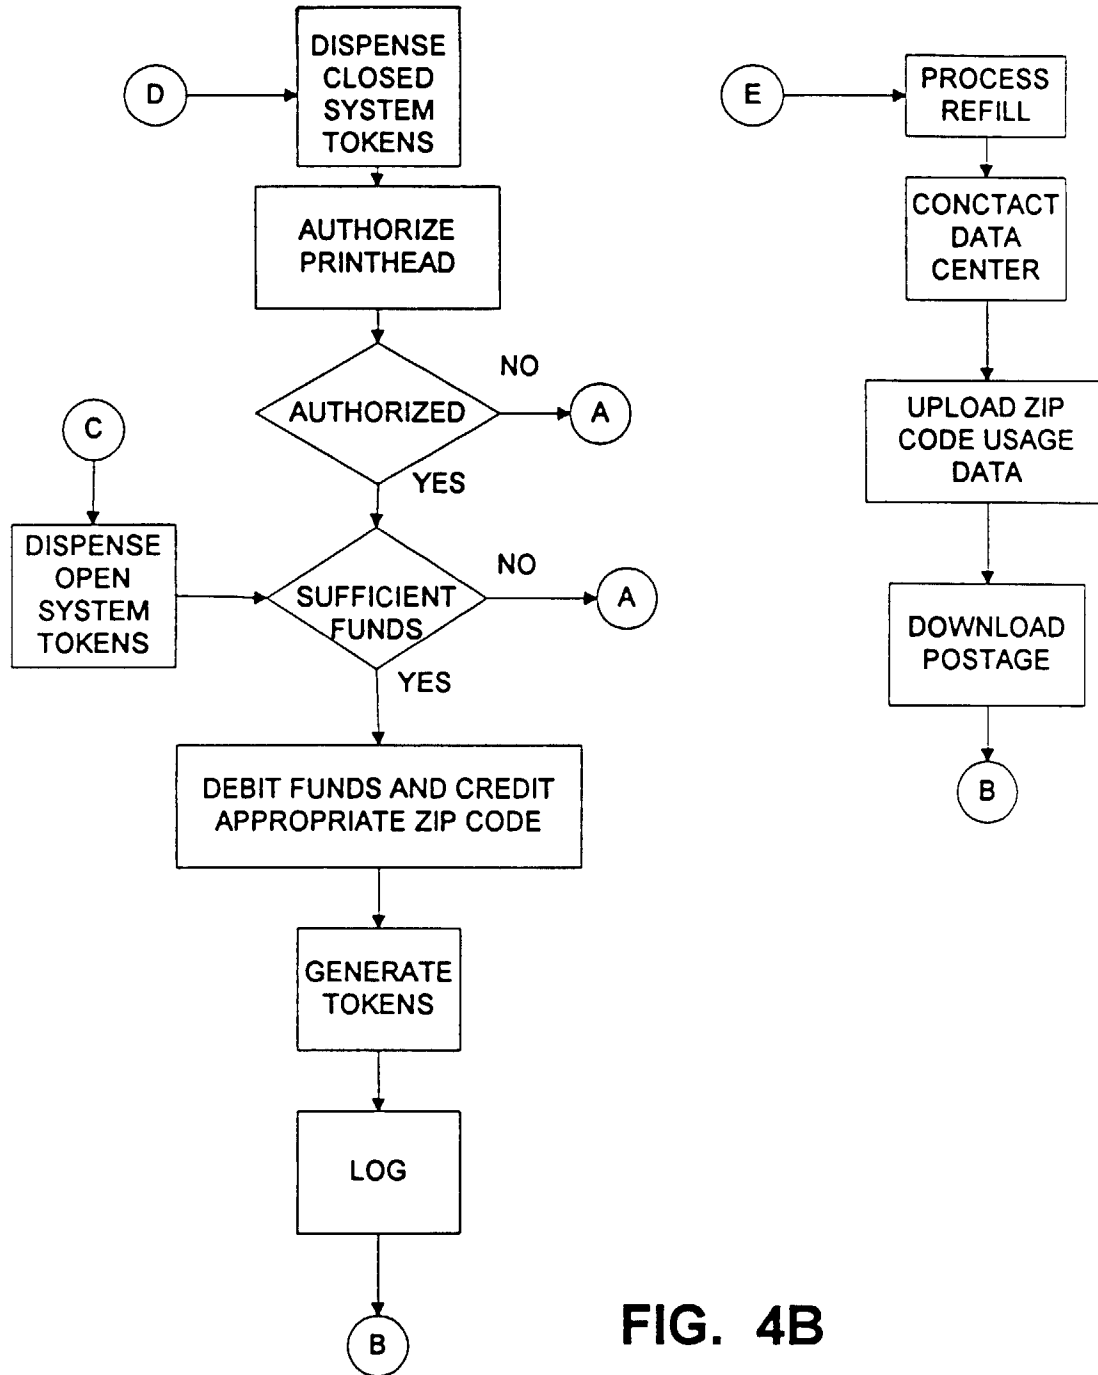 D
DISPENSE
CLOSED
SYSTEM
TOKENS
AUTHORIZE
PRINTHEAD
AUTHORIZED
NO
A
YES
C
DISPENSE
OPEN
SYSTEM
TOKENS
SUFFICIENT
FUNDS
NO
A
YES
DEBIT FUNDS AND CREDIT
APPROPRIATE ZIP CODE
GENERATE
TOKENS
LOG
B
E
PROCESS
REFILL
CONCTACT
DATA
CENTER
UPLOAD ZIP
CODE USAGE
DATA
DOWNLOAD
POSTAGE
B
FIG. 4B